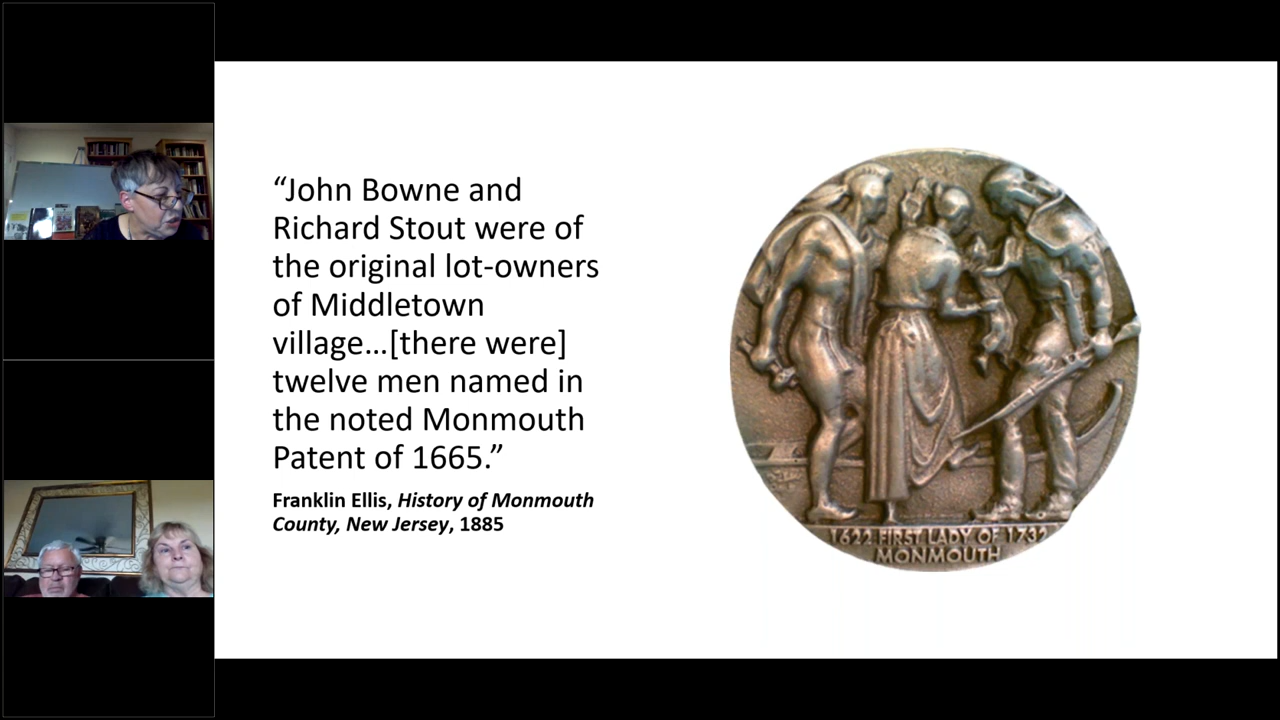 “John Bowne and
Richard Stout were of
the original lot-owners
of Middletown
village...[there were]
twelve men named in
the noted Monmouth
Patent of 1665.”
Franklin Ellis, History of Monmouth
County, New Jersey, 1885
1622 FIRST LADY OF 1732
MONMOUTH